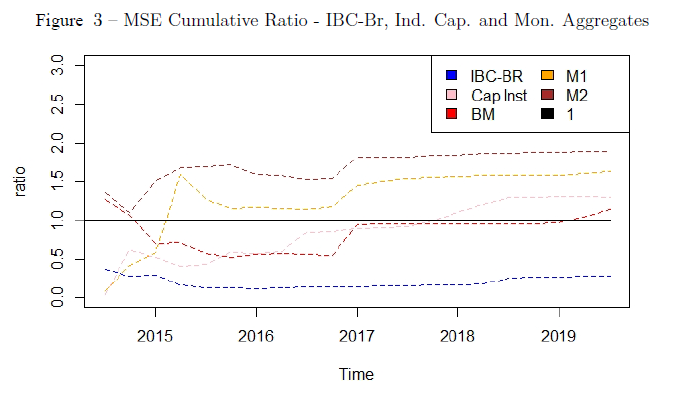 Figure 3 – MSE Cumulative Ratio - IBC-Br, Ind. Cap. and Mon. Aggregates
IBC-BR M1
Cap Inst M2
BM 1
ratio
3.0
2.5
2.0
1.5
1.0
0.5
0.0
2015 2016 2017 2018 2019
Time